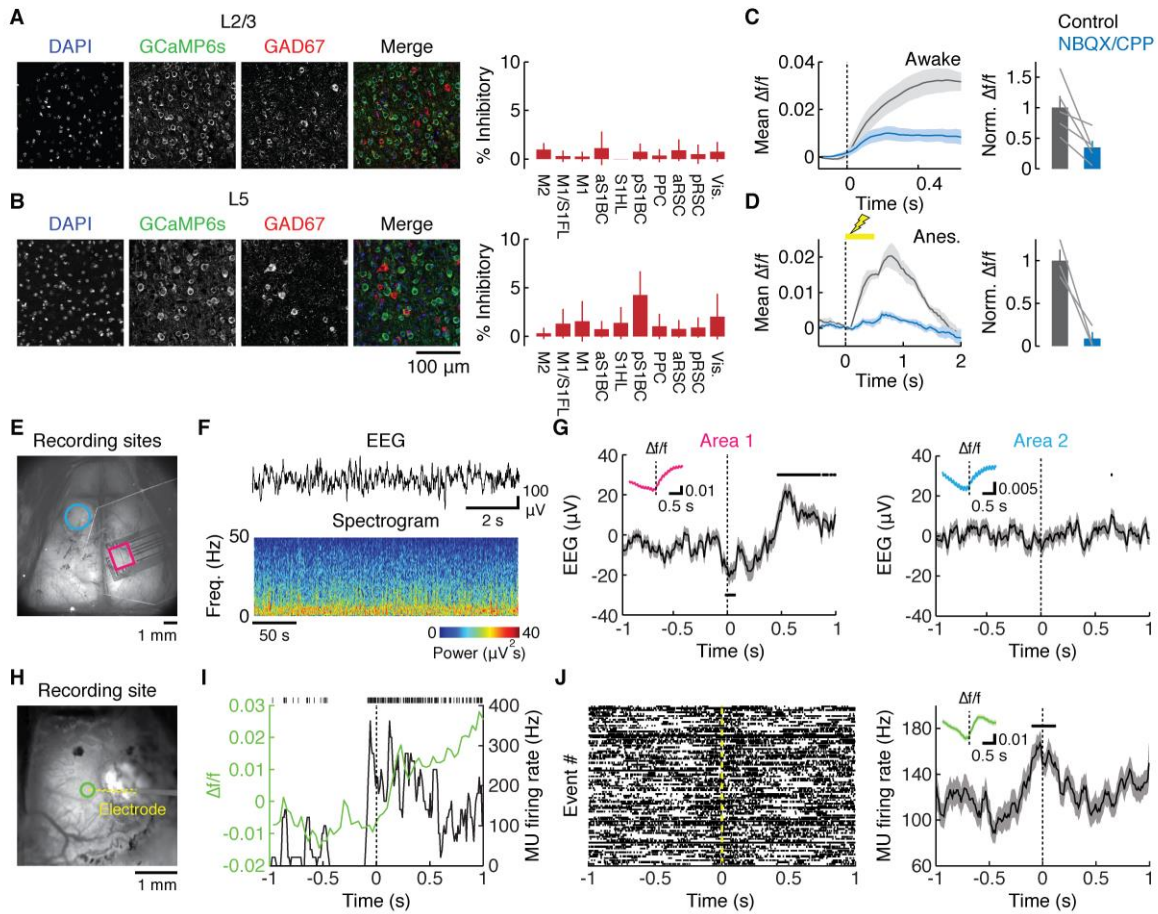 A
L2/3
DAPI
GCaMP6s
GAD67
Merge
% Inhibitory
10
5
0
M2
M1/S1FL
M1
aS1BC
S1HL
pS1BC
PPC
aRSC
pRSC
Vis.
B
L5
DAPI
GCaMP6s
GAD67
Merge
100 µm
% Inhibitory
10
5
0
M2
M1/S1FL
M1
aS1BC
S1HL
pS1BC
PPC
aRSC
pRSC
Vis.
C
Awake
Mean Δf/f
0.04
0.02
0
0 0.4
Time (s)
Control
NBQX/CPP
Norm. Δf/f
1.5
1
0.5
0
D
Anes.
Mean Δf/f
0.02
0.01
0
0 1 2
Time (s)
Norm. Δf/f
1
0.5
0
E
Recording sites
1 mm
F
EEG
100
µV
2 s
Spectrogram
Freq. (Hz)
50
0
50 s
0 40
Power (µV²s)
G
Area 1
Δf/f
0.01
0.5 s
EEG (µV)
40
20
0
-20
-40
-1 -0.5 0 0.5 1
Time (s)
Area 2
Δf/f
0.005
0.5 s
EEG (µV)
40
20
0
-20
-40
-1 -0.5 0 0.5 1
Time (s)
H
Recording site
Electrode
1 mm
I
Δf/f
0.03
0.02
0.01
0
-0.01
-0.02
400
300
200
100
0
MU firing rate (Hz)
-1 -0.5 0 0.5 1
Time (s)
J
Event #
-1 -0.5 0 0.5 1
Time (s)
Δf/f
0.01
0.5 s
MU firing rate (Hz)
180
140
100
60
-1 -0.5 0 0.5 1
Time (s)